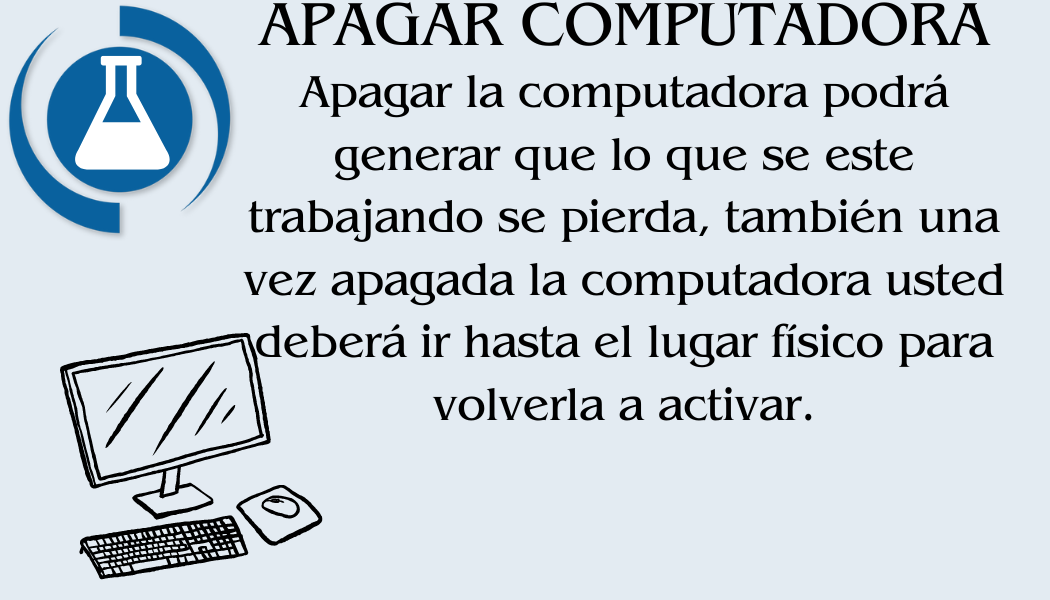 APAGAR COMPUTADORA
Apagar la computadora podrá
generar que lo que se este
trabajando se pierda, también una
vez apagada la computadora usted
deberá ir hasta el lugar físico para
volverla a activar.